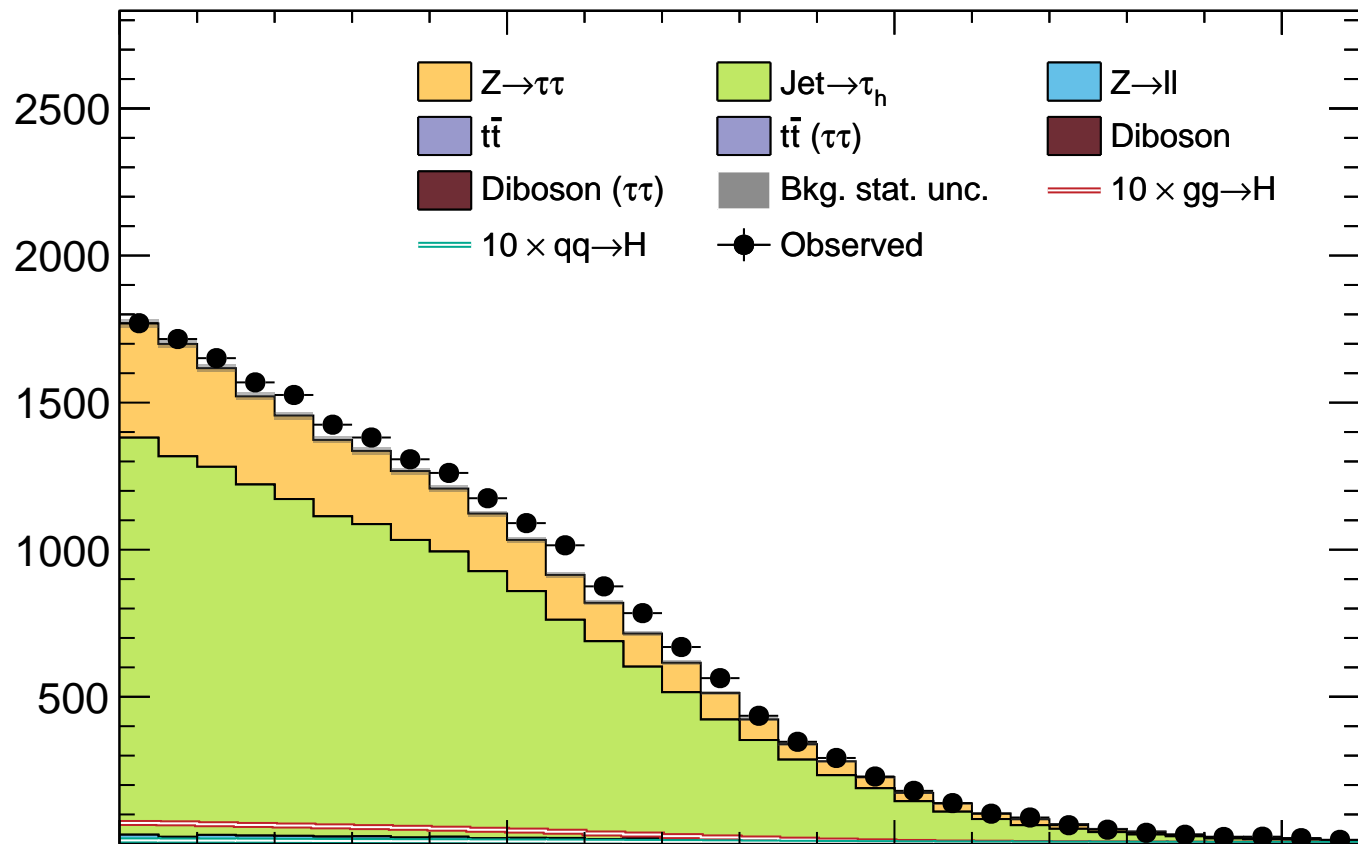 2500
2000
1500
1000
500
Z→ττ Jet→τₕ Z→ll
tt̄ tt̄ (ττ) Diboson
Diboson (ττ) Bkg. stat. unc. 10 × gg→H
10 × qq→H Observed